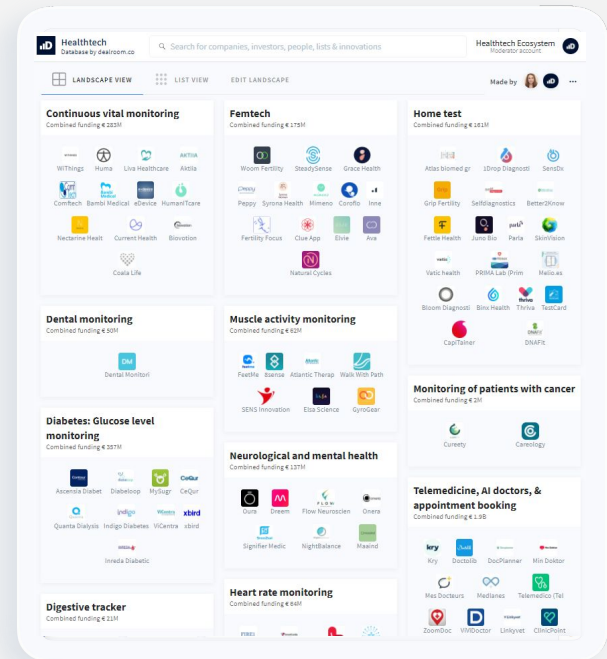 Healthtech
Database by dealroom.co
Search for companies, investors, people, lists & innovations
Healthtech Ecosystem
Moderator account
LANDSCAPE VIEW
LIST VIEW
EDIT LANDSCAPE
Made by
Continuous vital monitoring
Combined funding € 283M
WiThings Huma Liva Healthcare Aktiia
Comftech Bambi Medical eDevice HumanITcare
Nectarine Healt Current Health Biovotion
Coala Life
Dental monitoring
Combined funding € 50M
DM
Dental Monitori
Diabetes: Glucose level
monitoring
Combined funding € 357M
Ascensia Diabet Diabeloop MySugr CeQur
Quanta Dialysis Indigo Diabetes ViCentra xbird
Inreda Diabetic
Digestive tracker
Combined funding € 21M
Femtech
Combined funding € 175M
Woom Fertility SteadySense Grace Health
Peppy Syrona Health Mimeno Coroflo Inne
Fertility Focus Clue App Elvie Ava
Natural Cycles
Muscle activity monitoring
Combined funding € 62M
FeetMe 8sense Atlantic Therap Walk With Path
SENS Innovation Elsa Science GyroGear
Neurological and mental health
Combined funding € 137M
Oura Dreem Flow Neuroscien Onera
Signifier Medic NightBalance Maaind
Heart rate monitoring
Combined funding € 84M
Home test
Combined funding € 161M
Atlas biomed gr 1Drop Diagnosti SensDx
Grip Fertility Selfdiagnostics Better2Know
Fettle Health Juno Bio Parla SkinVision
Vatic health PRIMA Lab (Prim Melio.es
Bloom Diagnosti Binx Health Thriva TestCard
CapiTainer DNAFit
Monitoring of patients with cancer
Combined funding € 2M
Cureety Careology
Telemedicine, AI doctors, &
appointment booking
Combined funding € 1.9B
Kry Doctolib DocPlanner Min Doktor
Mes Docteurs Medianes Telemedico (Tel
ZoomDoc ViViDoctor Linkyvet ClinicPoint